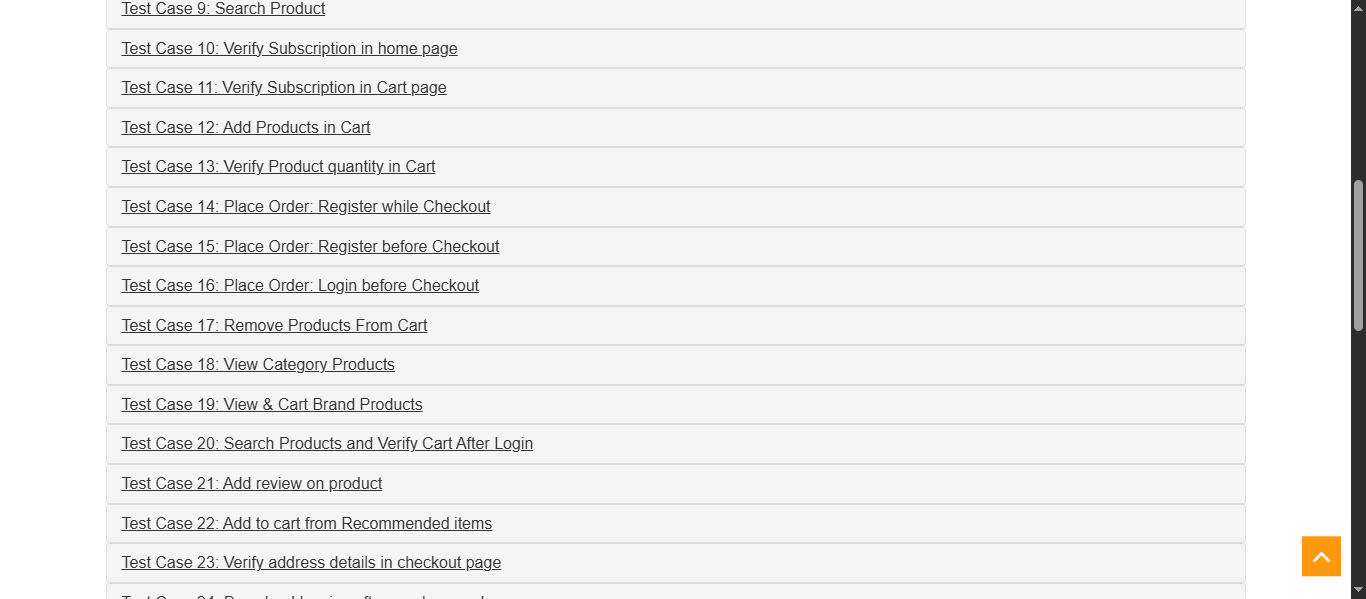 Test Case 9: Search Product
Test Case 10: Verify Subscription in home page
Test Case 11: Verify Subscription in Cart page
Test Case 12: Add Products in Cart
Test Case 13: Verify Product quantity in Cart
Test Case 14: Place Order: Register while Checkout
Test Case 15: Place Order: Register before Checkout
Test Case 16: Place Order: Login before Checkout
Test Case 17: Remove Products From Cart
Test Case 18: View Category Products
Test Case 19: View & Cart Brand Products
Test Case 20: Search Products and Verify Cart After Login
Test Case 21: Add review on product
Test Case 22: Add to cart from Recommended items
Test Case 23: Verify address details in checkout page